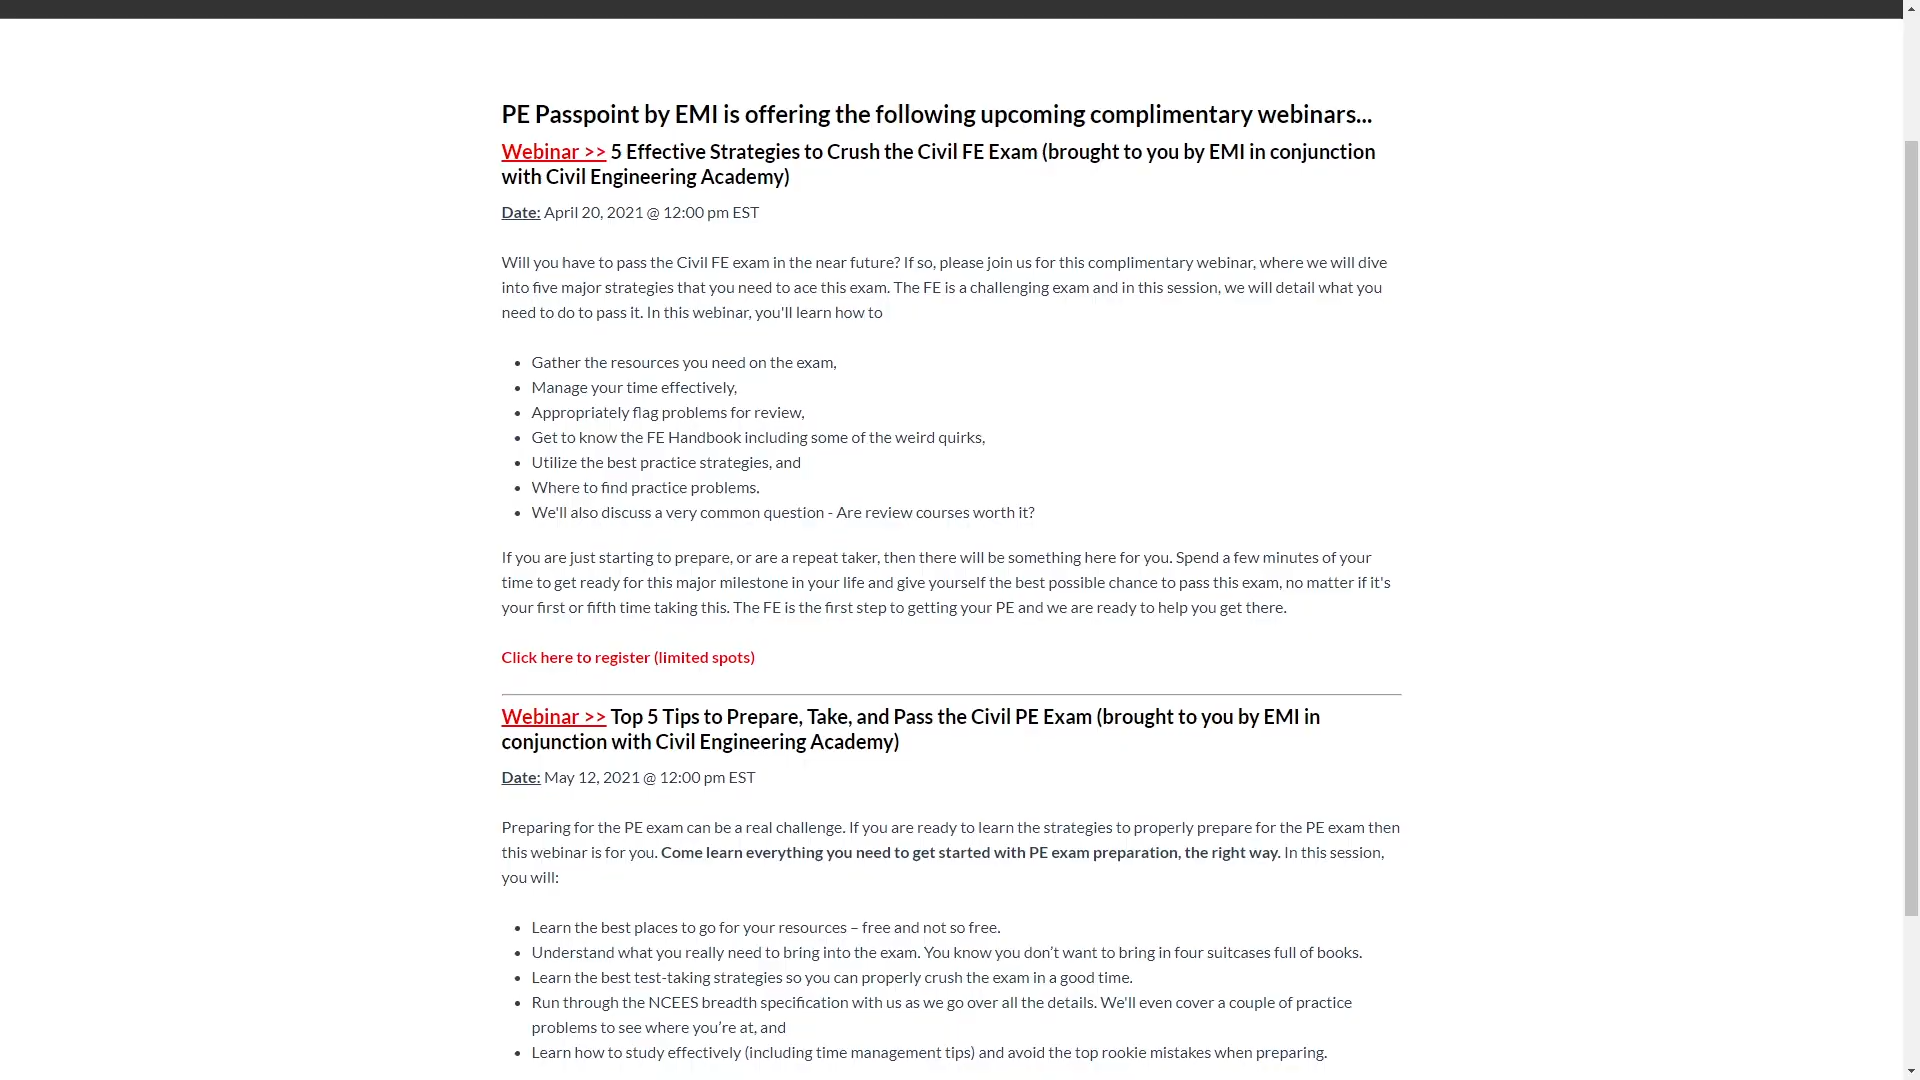 PE Passpoint by EMI is offering the following upcoming complimentary webinars...
Webinar >> 5 Effective Strategies to Crush the Civil FE Exam (brought to you by EMI in conjunction
with Civil Engineering Academy)
Date: April 20, 2021 @ 12:00 pm EST
Will you have to pass the Civil FE exam in the near future? If so, please join us for this complimentary webinar, where we will dive
into five major strategies that you need to ace this exam. The FE is a challenging exam and in this session, we will detail what you
need to do to pass it. In this webinar, you'll learn how to
• Gather the resources you need on the exam,
• Manage your time effectively,
• Appropriately flag problems for review,
• Get to know the FE Handbook including some of the weird quirks,
• Utilize the best practice strategies, and
• Where to find practice problems.
• We'll also discuss a very common question - Are review courses worth it?
If you are just starting to prepare, or are a repeat taker, then there will be something here for you. Spend a few minutes of your
time to get ready for this major milestone in your life and give yourself the best possible chance to pass this exam, no matter if it's
your first or fifth time taking this. The FE is the first step to getting your PE and we are ready to help you get there.
Click here to register (limited spots)
Webinar >> Top 5 Tips to Prepare, Take, and Pass the Civil PE Exam (brought to you by EMI in
conjunction with Civil Engineering Academy)
Date: May 12, 2021 @ 12:00 pm EST
Preparing for the PE exam can be a real challenge. If you are ready to learn the strategies to properly prepare for the PE exam then
this webinar is for you. Come learn everything you need to get started with PE exam preparation, the right way. In this session,
you will:
• Learn the best places to go for your resources – free and not so free.
• Understand what you really need to bring into the exam. You know you don’t want to bring in four suitcases full of books.
• Learn the best test-taking strategies so you can properly crush the exam in a good time.
• Run through the NCEES breadth specification with us as we go over all the details. We'll even cover a couple of practice
problems to see where you’re at, and
• Learn how to study effectively (including time management tips) and avoid the top rookie mistakes when preparing.